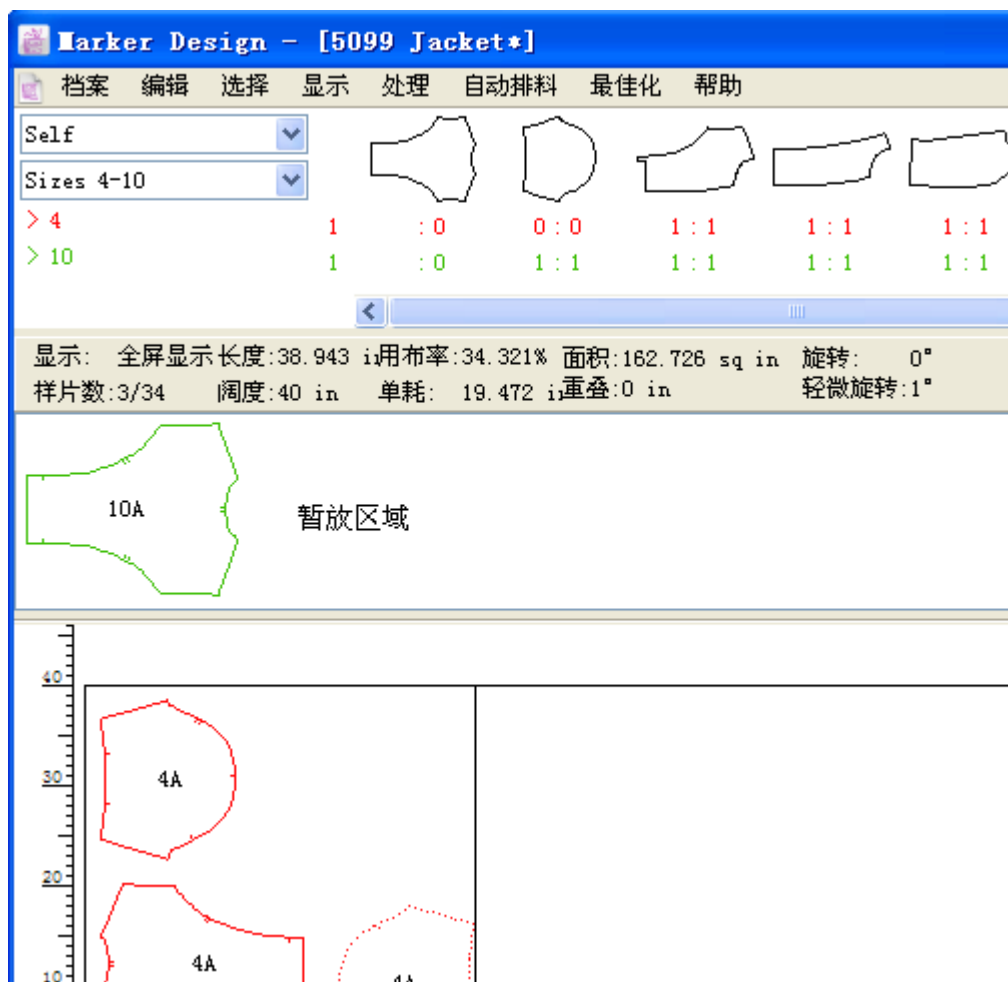 Marker Design - [5099 Jacket*]
档案 编辑 选择 显示 处理 自动排料 最佳化 帮助
Self
Sizes 4-10
> 4 1 :0 0:0 1:1 1:1 1:1
> 10 1 :0 1:1 1:1 1:1 1:1
显示: 全屏显示 长度:38.943 i 用布率:34.321% 面积:162.726 sq in 旋转: 0°
样片数:3/34 阔度:40 in 单耗: 19.472 i 重叠:0 in 轻微旋转:1°
10A
暂放区域
40
4A
30
20
4A
10
4A